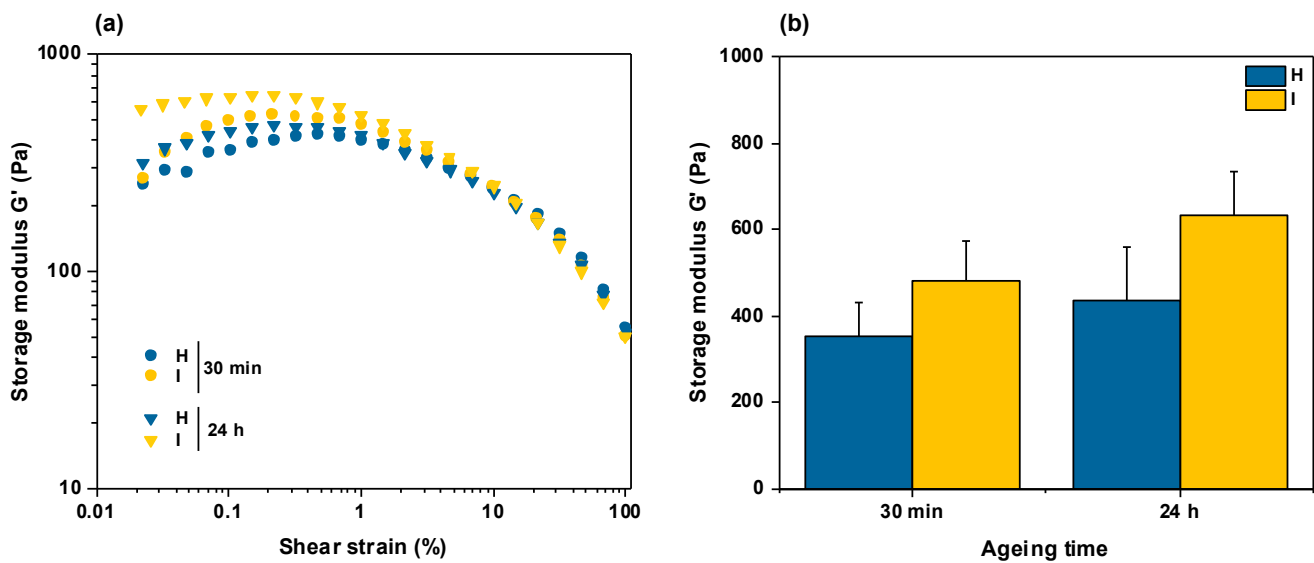 (a)
Storage modulus G' (Pa)
1000
100
10
H
I
30 min
H
I
24 h
0.01
0.1
1
10
100
Shear strain (%)
(b)
Storage modulus G' (Pa)
1000
800
600
400
200
0
H
I
30 min
24 h
Ageing time